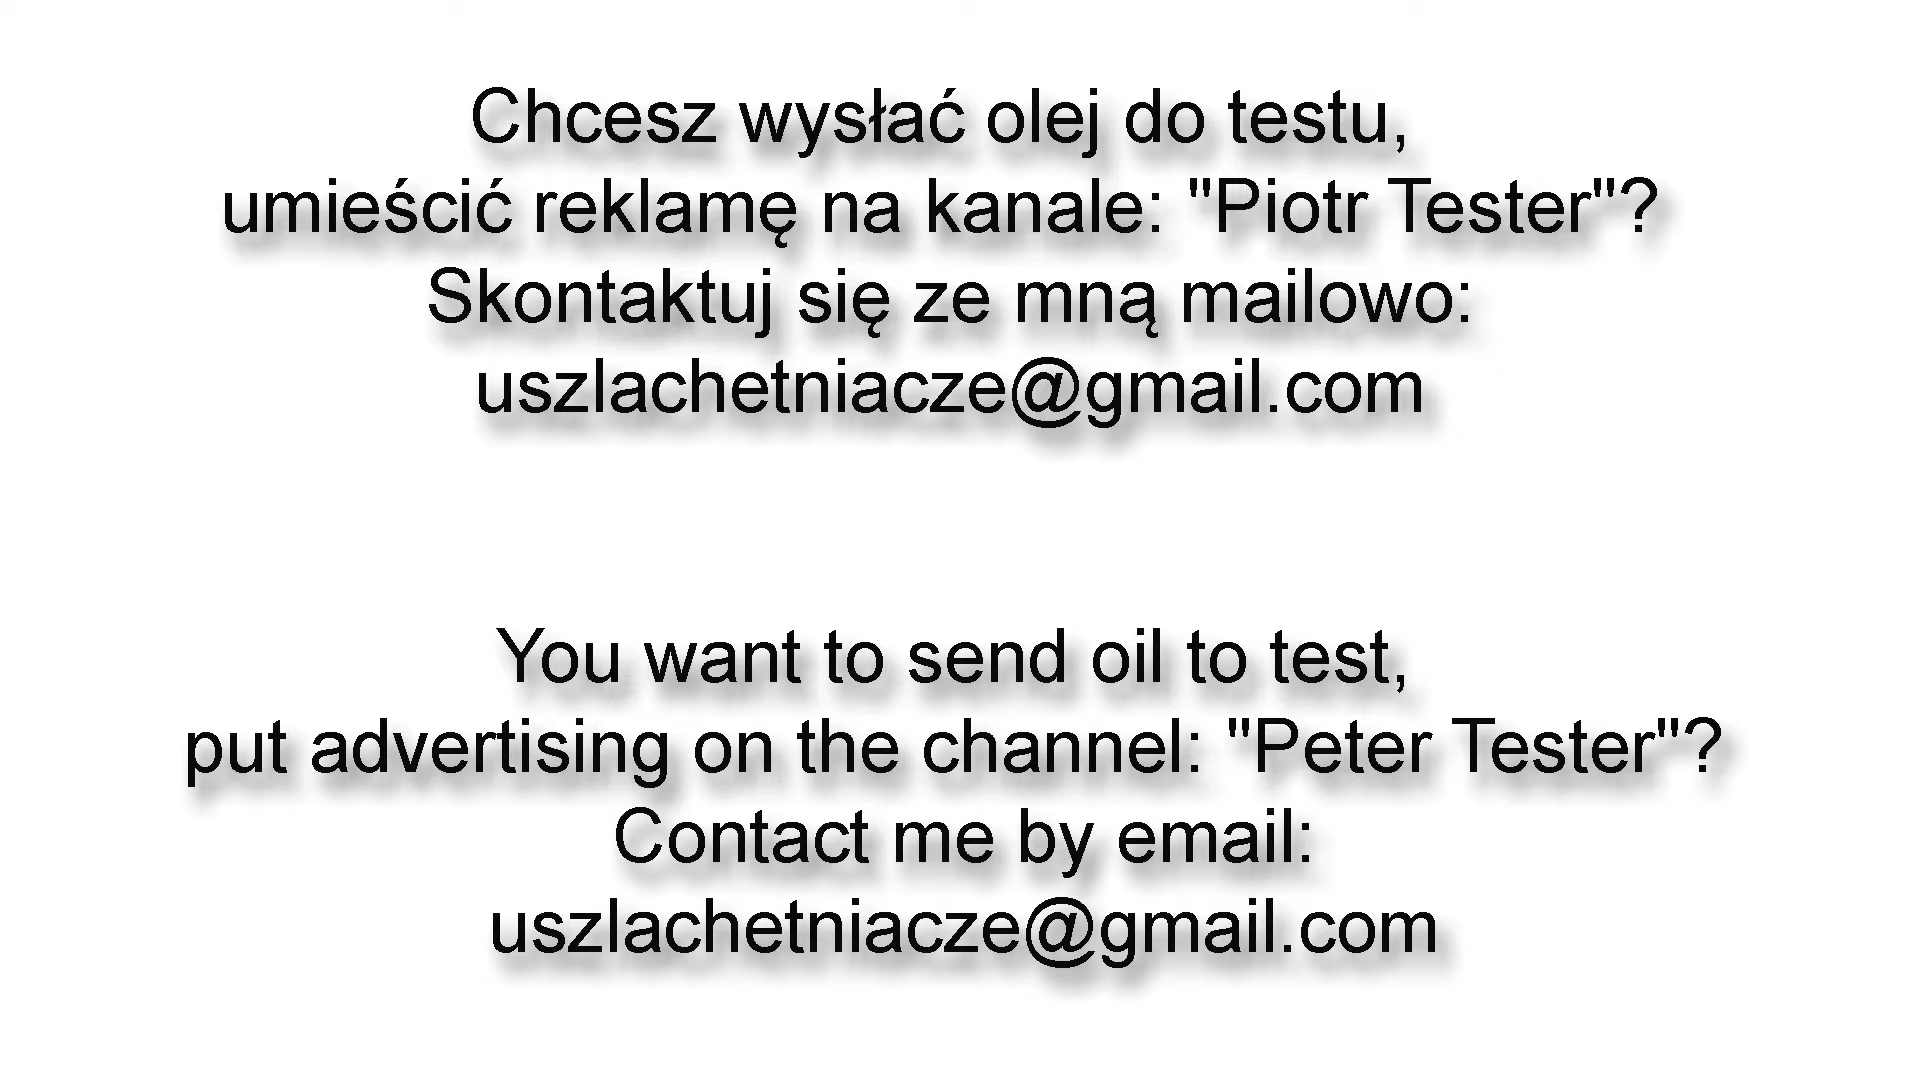 Chcesz wysłać olej do testu,
umieścić reklamę na kanale: "Piotr Tester"?
Skontaktuj się ze mną mailowo:
uszlachetniacze@gmail.com
You want to send oil to test,
put advertising on the channel: "Peter Tester"?
Contact me by email:
uszlachetniacze@gmail.com